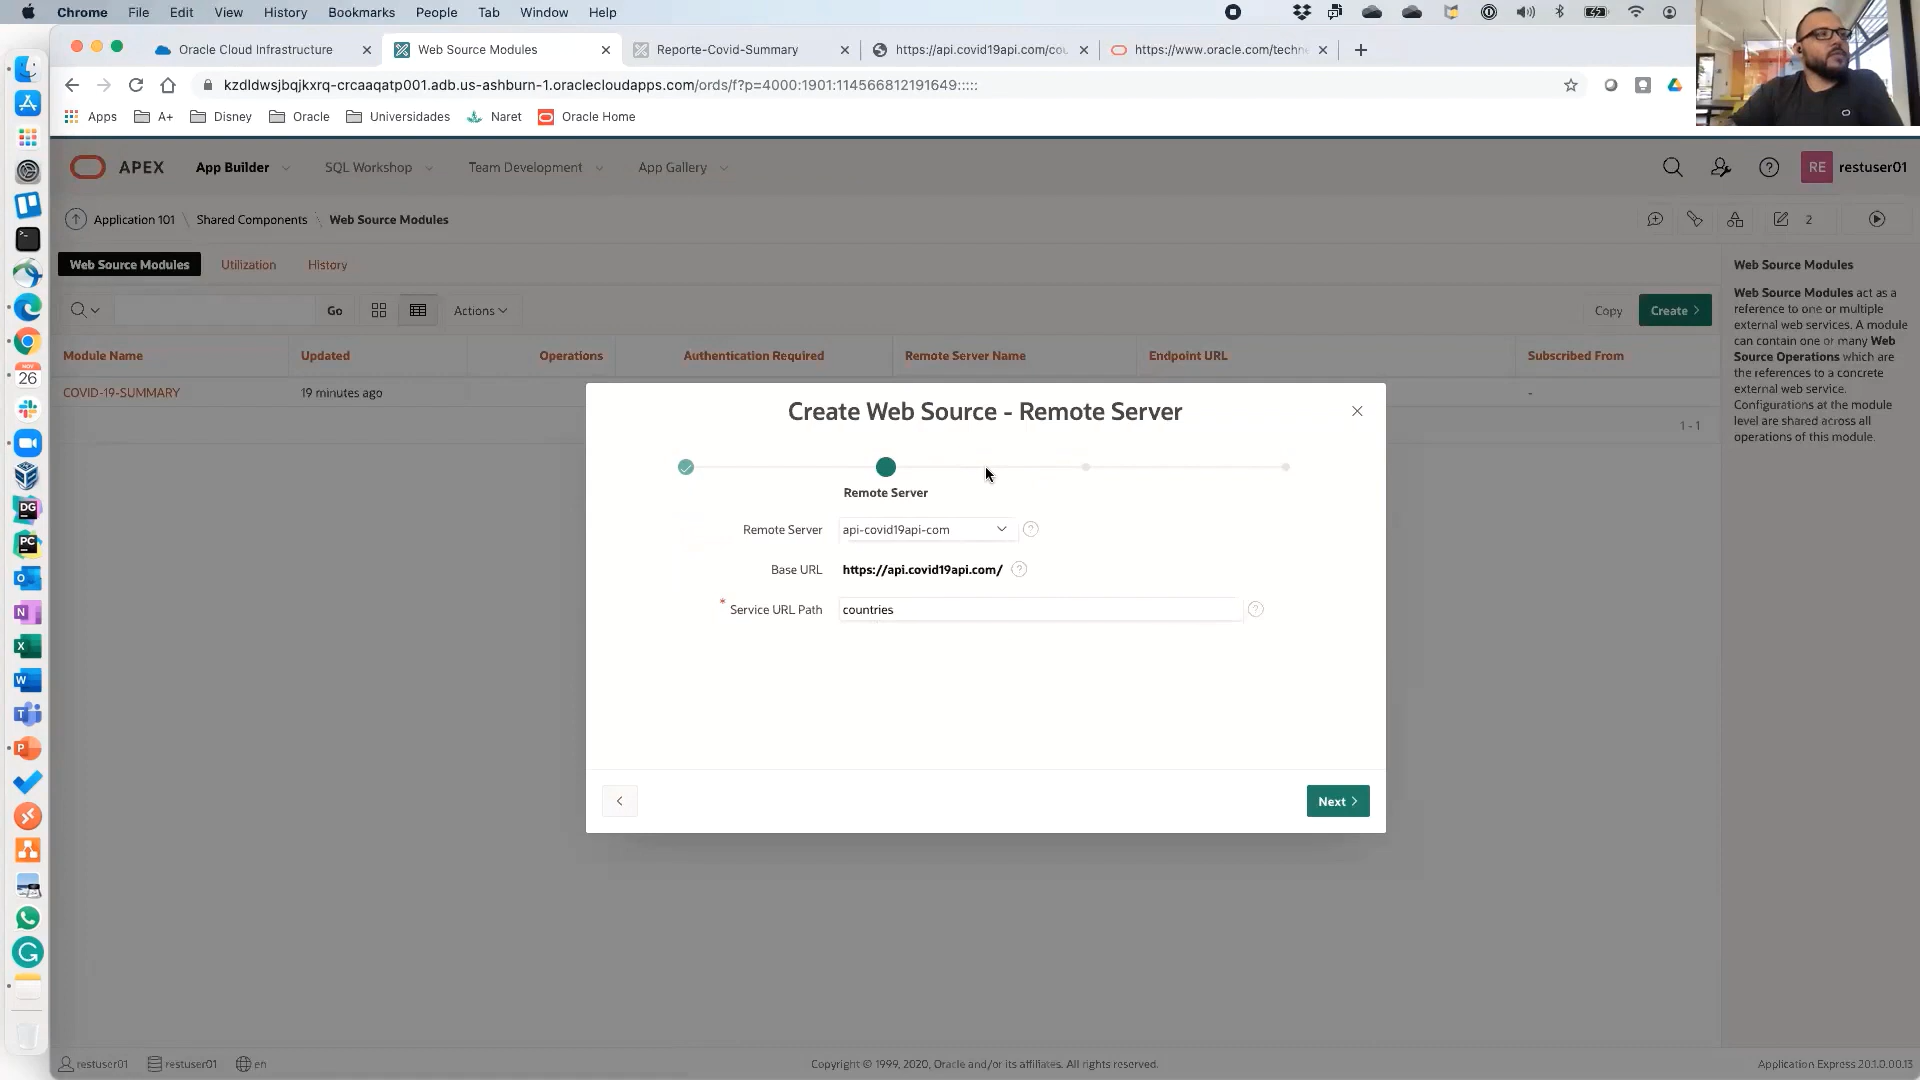 Chrome File Edit View History Bookmarks People Tab Window Help
Oracle Cloud Infrastructure
Web Source Modules
Reporte-Covid-Summary
https://api.covid19api.com/cou
https://www.oracle.com/techne
kzdldwsjbqjkxrq-crcaaqatp001.adb.us-ashburn-1.oraclecloudapps.com/ords/f?p=4000:1901:114566812191649:::::
Apps A+ Disney Oracle Universidades Naret Oracle Home
APEX App Builder SQL Workshop Team Development App Gallery RE restuser01
Application 101 \ Shared Components \ Web Source Modules 2
Web Source Modules Utilization History
Go Actions Copy Create
Module Name Updated Operations Authentication Required Remote Server Name Endpoint URL Subscribed From
COVID-19-SUMMARY 19 minutes ago -
1 - 1
Web Source Modules
Web Source Modules act as a
reference to one or multiple
external web services. A module
can contain one or many Web
Source Operations which are
the references to a concrete
external web service.
Configurations at the module
level are shared across all
operations of this module.
Create Web Source - Remote Server
Remote Server
Remote Server api-covid19api-com ?
Base URL https://api.covid19api.com/ ?
* Service URL Path countries ?
Next
NOV
26
DG
PC
restuser01 restuser01 en
Copyright © 1999, 2020, Oracle and/or its affiliates. All rights reserved.
Application Express 20.1.0.00.13